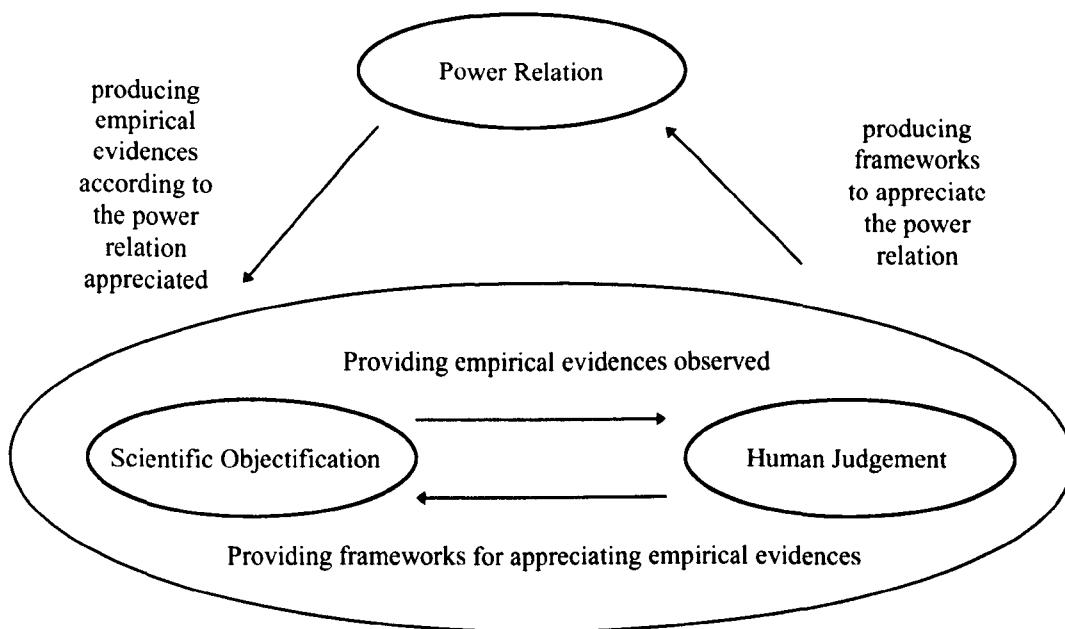 Power Relation
producing
empirical
evidences
according to
the power
relation
appreciated
producing
frameworks
to appreciate
the power
relation
Providing empirical evidences observed
Scientific Objectification
Human Judgement
Providing frameworks for appreciating empirical evidences